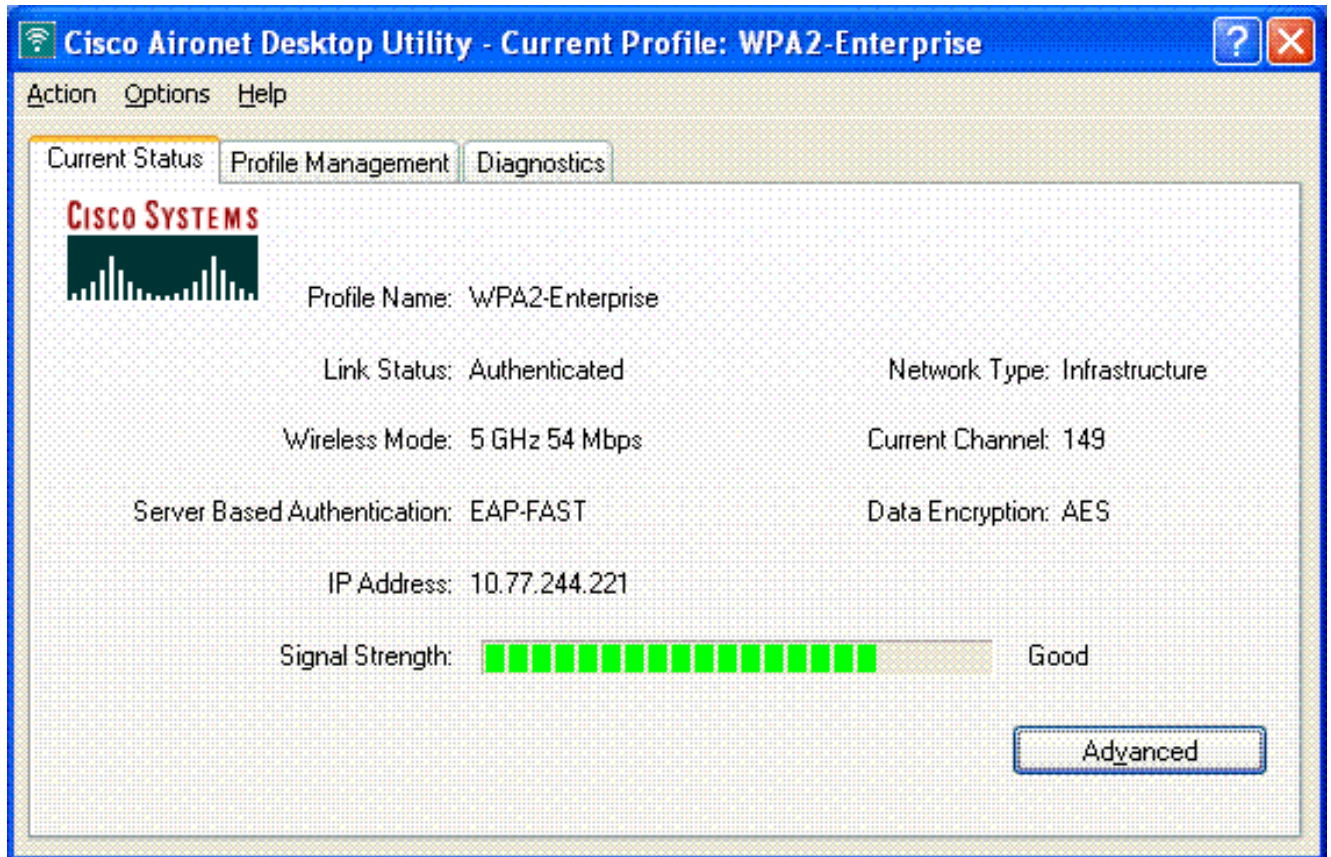 Cisco Aironet Desktop Utility - Current Profile: WPA2-Enterprise ?
Action Options Help
Current Status Profile Management Diagnostics
CISCO SYSTEMS
Profile Name: WPA2-Enterprise
Link Status: Authenticated Network Type: Infrastructure
Wireless Mode: 5 GHz 54 Mbps Current Channel: 149
Server Based Authentication: EAP-FAST Data Encryption: AES
IP Address: 10.77.244.221
Signal Strength: Good
Advanced